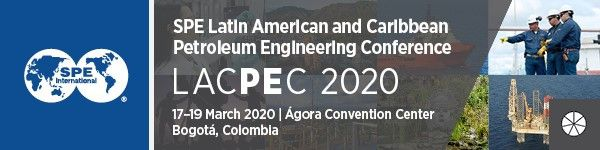 SPE
International
®
SPE Latin American and Caribbean
Petroleum Engineering Conference
LACPEC 2020
17–19 March 2020 | Ágora Convention Center
Bogotá, Colombia